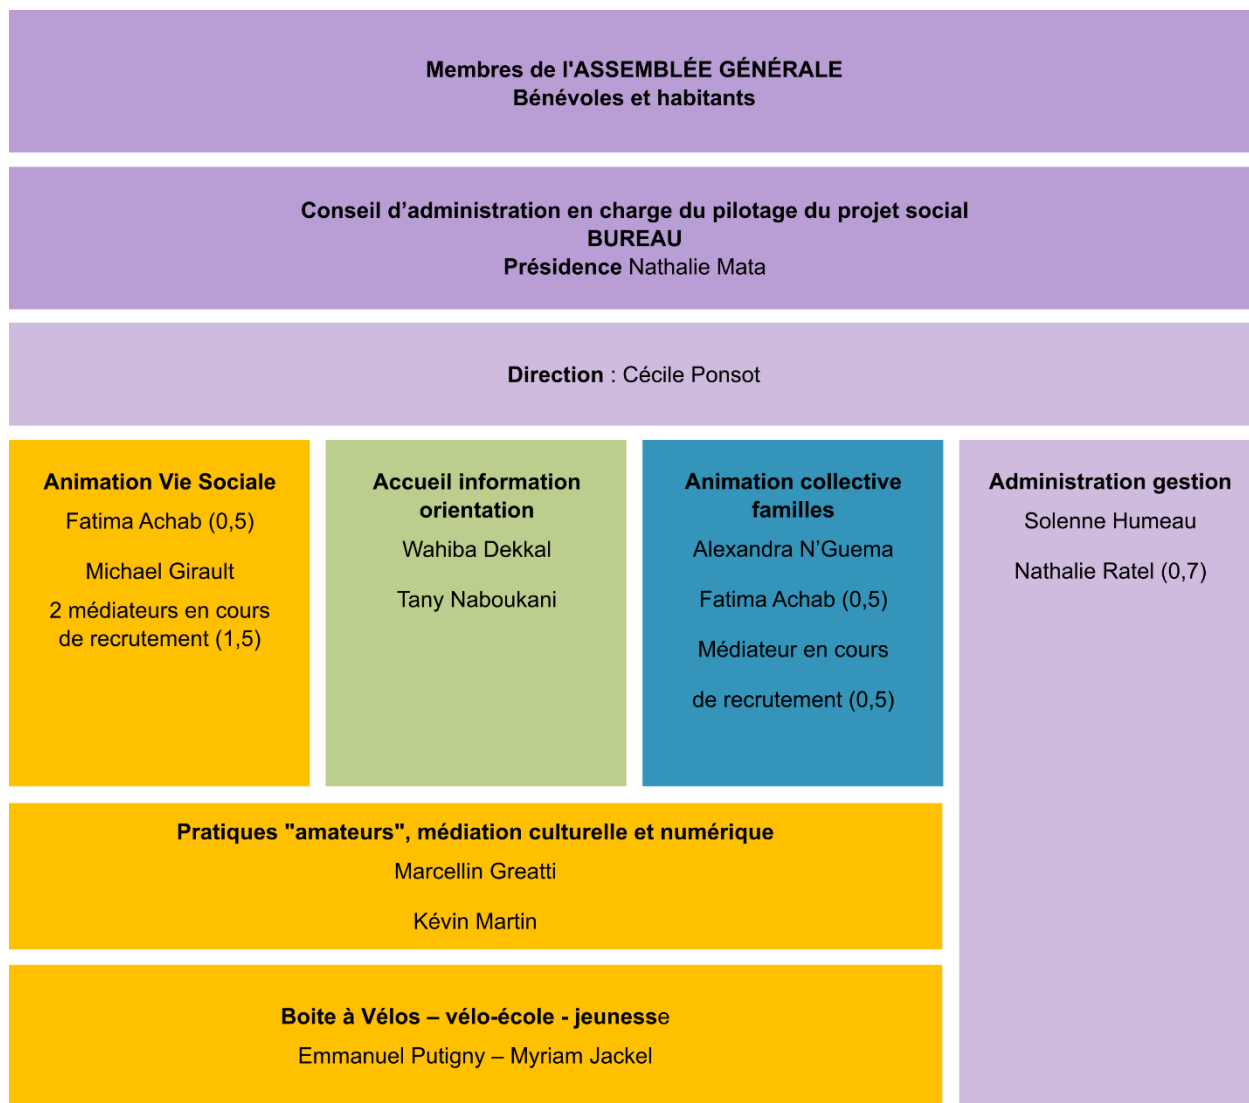 Membres de l'ASSEMBLÉE GÉNÉRALE
Bénévoles et habitants
Conseil d’administration en charge du pilotage du projet social
BUREAU
Présidence Nathalie Mata
Direction : Cécile Ponsot
Animation Vie Sociale
Fatima Achab (0,5)
Michael Girault
2 médiateurs en cours
de recrutement (1,5)
Accueil information
orientation
Wahiba Dekkal
Tany Naboukani
Animation collective
familles
Alexandra N’Guema
Fatima Achab (0,5)
Médiateur en cours
de recrutement (0,5)
Administration gestion
Solenne Humeau
Nathalie Ratel (0,7)
Pratiques "amateurs", médiation culturelle et numérique
Marcellin Greatti
Kévin Martin
Boite à Vélos – vélo-école - jeunesse
Emmanuel Putigny – Myriam Jackel